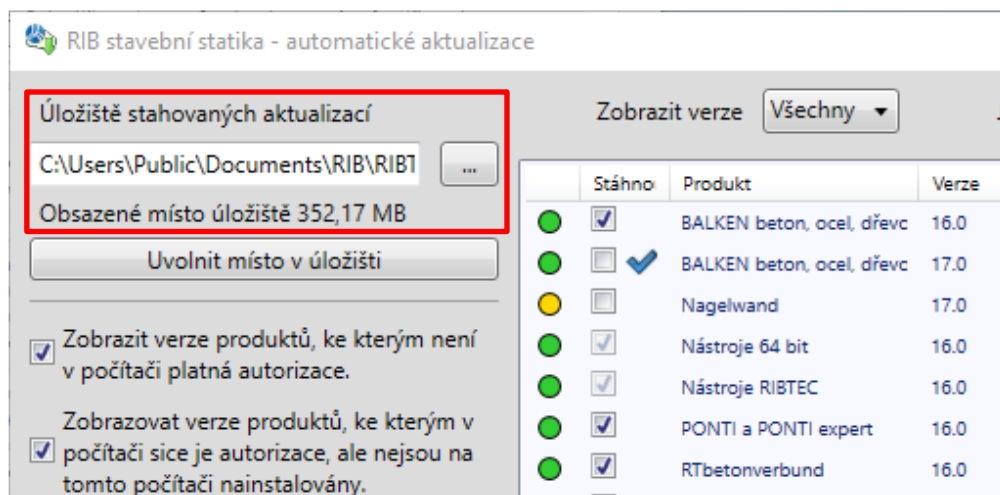 RIB stavební statika - automatické aktualizace
Úložiště stahovaných aktualizací
C:\Users\Public\Documents\RIB\RIBT
...
Obsazené místo úložiště 352,17 MB
Uvolnit místo v úložišti
Zobrazit verze produktů, ke kterým není
v počítači platná autorizace.
Zobrazovat verze produktů, ke kterým v
počítači sice je autorizace, ale nejsou na
tomto počítači nainstalovány.
Zobrazit verze Všechny
Stáhno Produkt Verze
BALKEN beton, ocel, dřevo 16.0
BALKEN beton, ocel, dřevo 17.0
Nagelwand 17.0
Nástroje 64 bit 16.0
Nástroje RIBTEC 16.0
PONTI a PONTI expert 16.0
RTbetonverbund 16.0